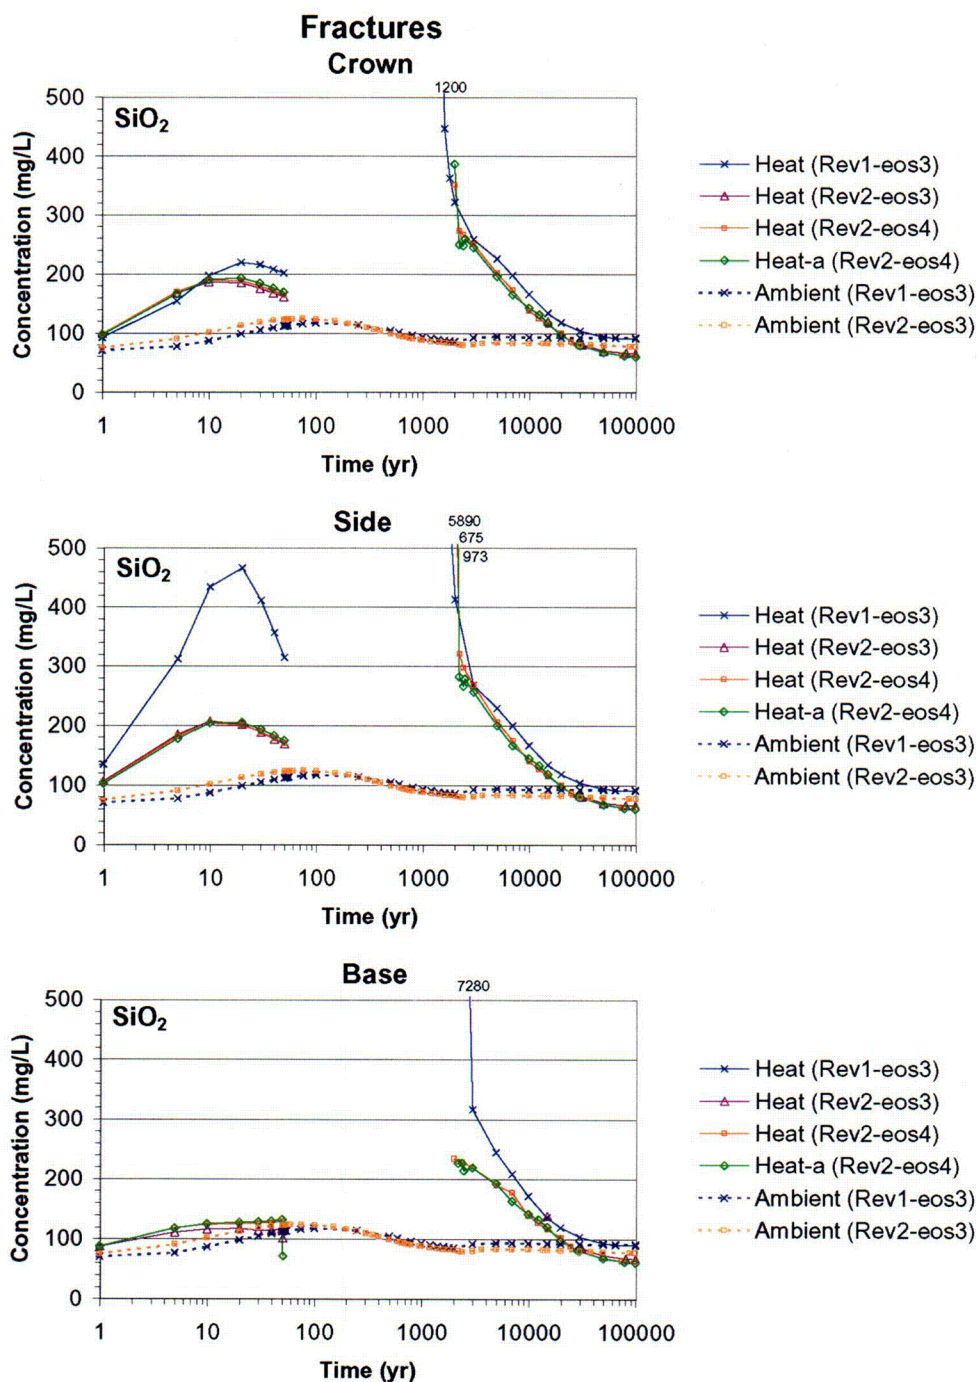 Fractures
Crown
1200
SiO2
Concentration (mg/L)
500
400
300
200
100
0
1 10 100 1000 10000 100000
Time (yr)
Heat (Rev1-eos3)
Heat (Rev2-eos3)
Heat (Rev2-eos4)
Heat-a (Rev2-eos4)
Ambient (Rev1-eos3)
Ambient (Rev2-eos3)
Side
5890
675
973
SiO2
Concentration (mg/L)
500
400
300
200
100
0
1 10 100 1000 10000 100000
Time (yr)
Heat (Rev1-eos3)
Heat (Rev2-eos3)
Heat (Rev2-eos4)
Heat-a (Rev2-eos4)
Ambient (Rev1-eos3)
Ambient (Rev2-eos3)
Base
7280
SiO2
Concentration (mg/L)
500
400
300
200
100
0
1 10 100 1000 10000 100000
Time (yr)
Heat (Rev1-eos3)
Heat (Rev2-eos3)
Heat (Rev2-eos4)
Heat-a (Rev2-eos4)
Ambient (Rev1-eos3)
Ambient (Rev2-eos3)